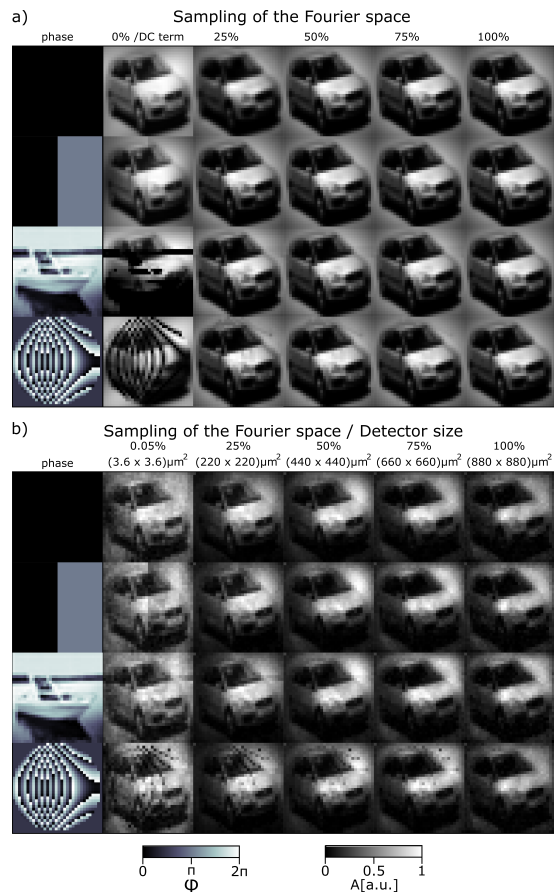 a) Sampling of the Fourier space
phase 0% /DC term 25% 50% 75% 100%
b) Sampling of the Fourier space / Detector size
0.05% 25% 50% 75% 100%
phase (3.6 x 3.6)μm² (220 x 220)μm² (440 x 440)μm² (660 x 660)μm² (880 x 880)μm²
0 π 2π
φ
0 0.5 1
A[a.u.]